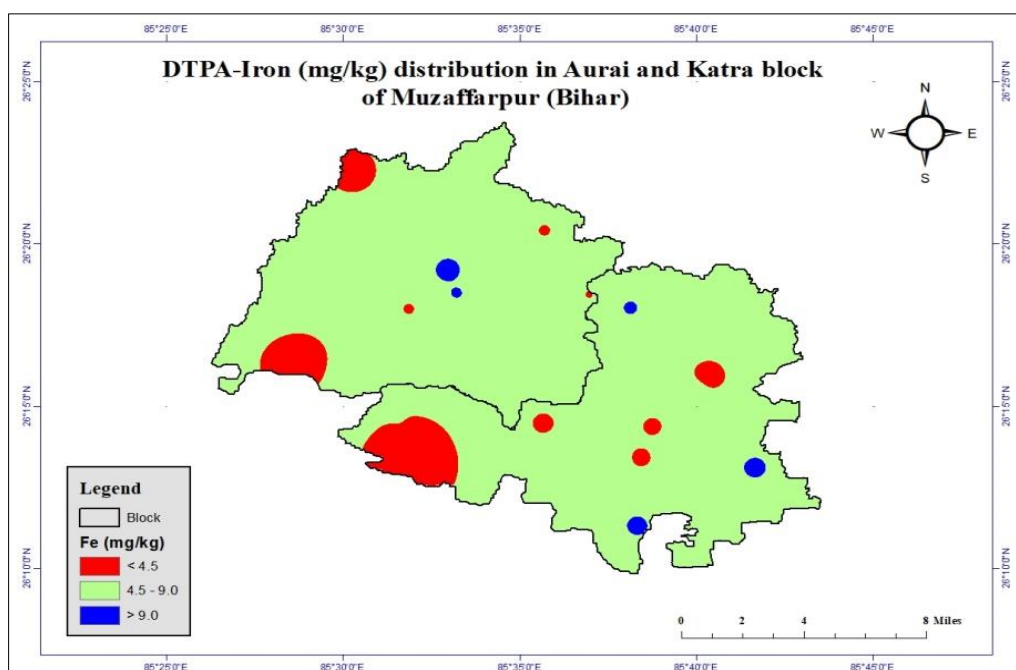 85°25'0"E 85°30'0"E 85°35'0"E 85°40'0"E 85°45'0"E
DTPA-Iron (mg/kg) distribution in Aurai and Katra block
of Muzaffarpur (Bihar)
N
W E
S
26°25'0"N 26°25'0"N
26°20'0"N 26°20'0"N
26°15'0"N 26°15'0"N
26°10'0"N 26°10'0"N
Legend
Block
Fe (mg/kg)
< 4.5
4.5 - 9.0
> 9.0
0 2 4 8 Miles
85°25'0"E 85°30'0"E 85°35'0"E 85°40'0"E 85°45'0"E